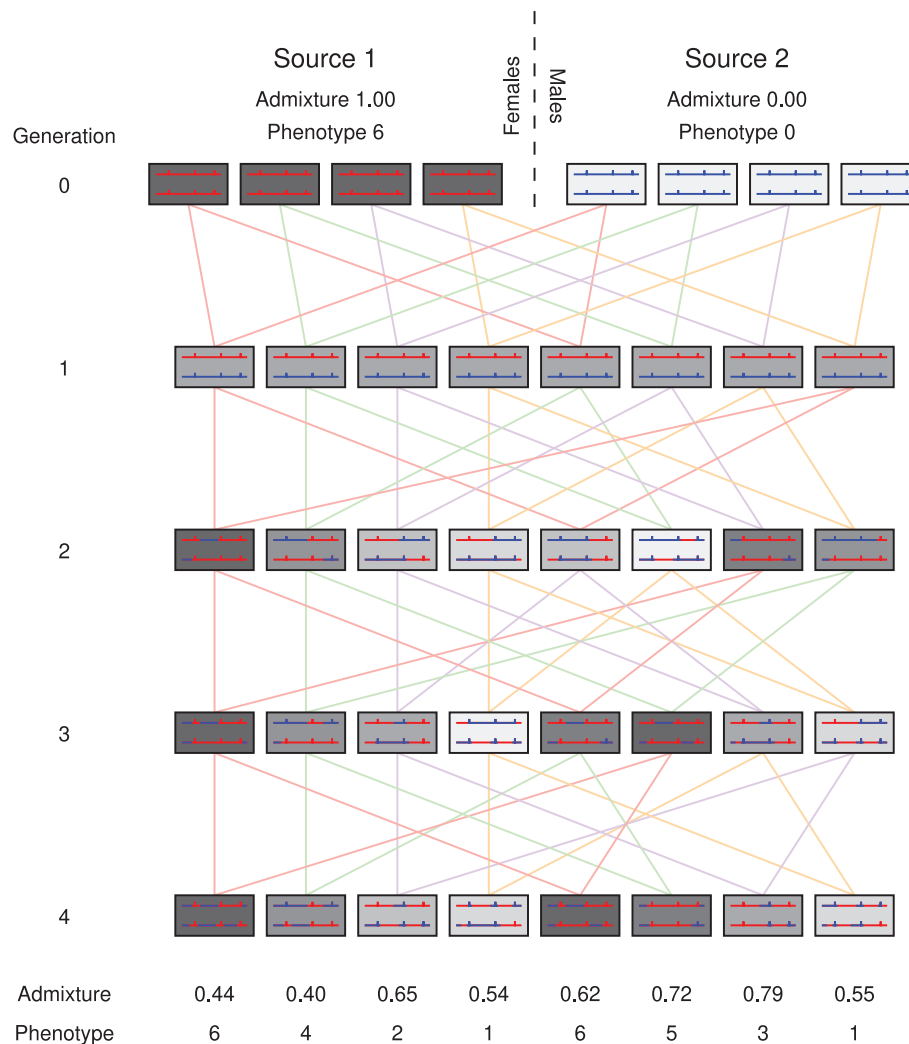 Source 1
Source 2
Females
Males
Admixture 1.00
Admixture 0.00
Generation
Phenotype 6
Phenotype 0
0
1
2
3
4
Admixture 0.44 0.40 0.65 0.54 0.62 0.72 0.79 0.55
Phenotype 6 4 2 1 6 5 3 1